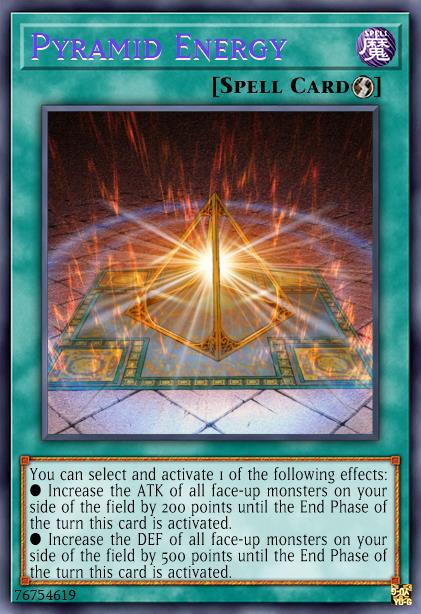 Pyramid Energy
SPELL
魔
[Spell Card]
You can select and activate 1 of the following effects:
● Increase the ATK of all face-up monsters on your
side of the field by 200 points until the End Phase of
the turn this card is activated.
● Increase the DEF of all face-up monsters on your
side of the field by 500 points until the End Phase of
the turn this card is activated.
76754619